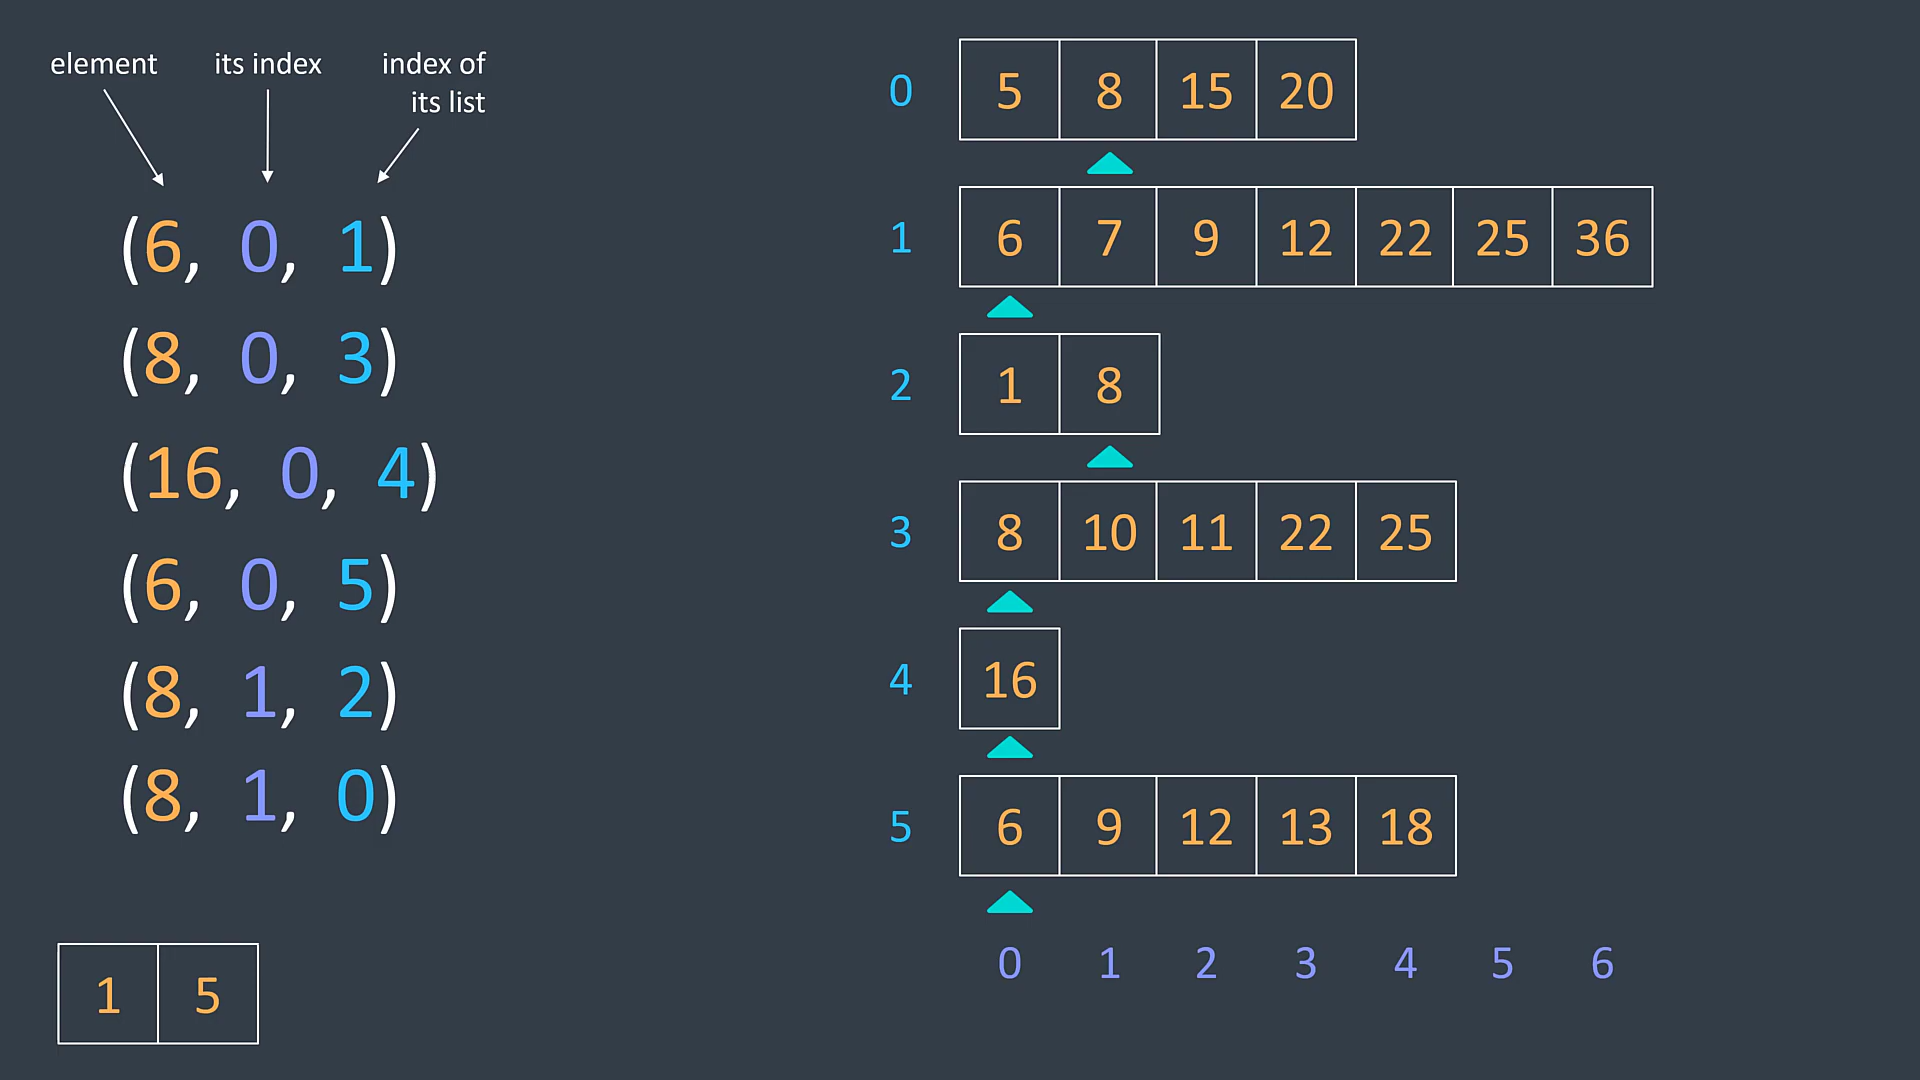 element its index index of
its list
(6, 0, 1)
(8, 0, 3)
(16, 0, 4)
(6, 0, 5)
(8, 1, 2)
(8, 1, 0)
1 5
0 5 8 15 20
1 6 7 9 12 22 25 36
2 1 8
3 8 10 11 22 25
4 16
5 6 9 12 13 18
0 1 2 3 4 5 6